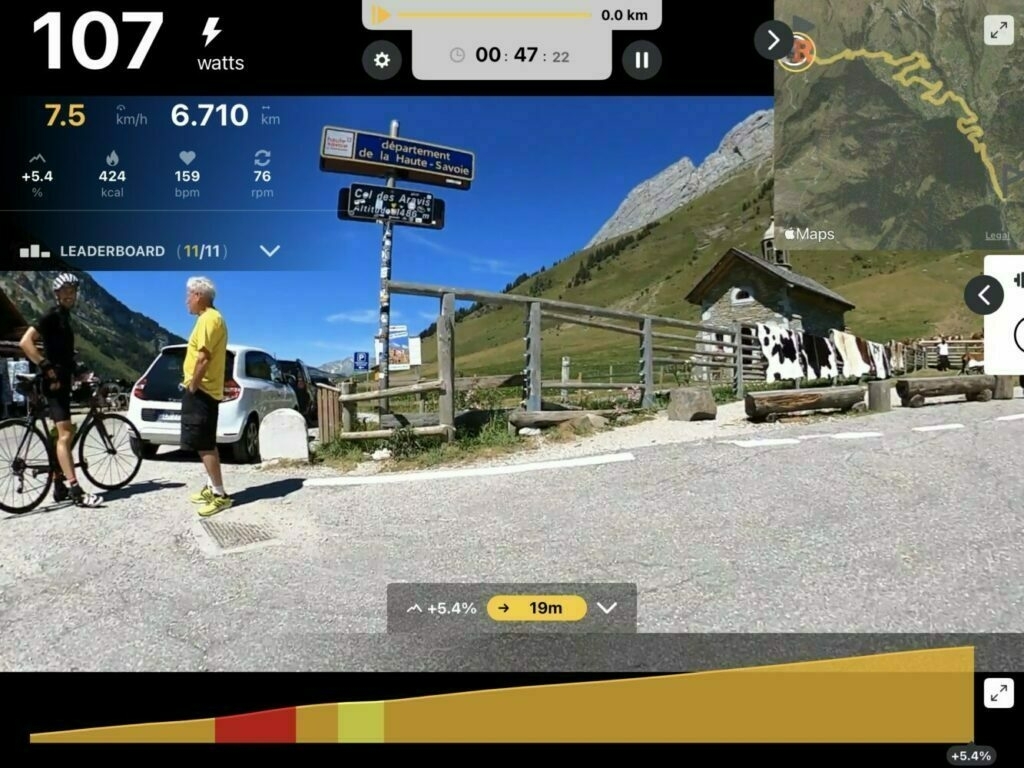 107
watts
0.0 km
00:47:22
7.5 km/h 6.710 km
+5.4 424 159 76
% kcal bpm rpm
LEADERBOARD (11/11)
haute
savoie
département
de la Haute-Savoie
Col des Aravis
P
Maps
Legal
+5.4% → 19m
+5.4%